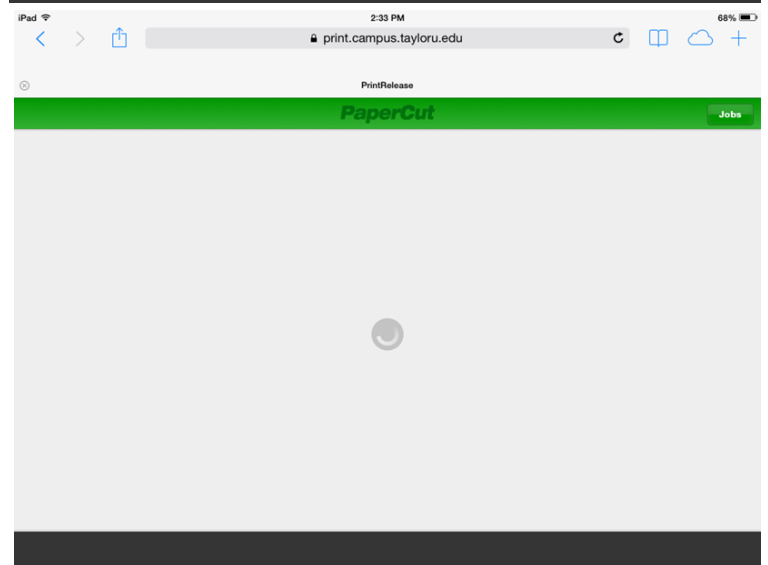 iPad 2:33 PM 68%
print.campus.tayloru.edu
PrintRelease
PaperCut Jobs